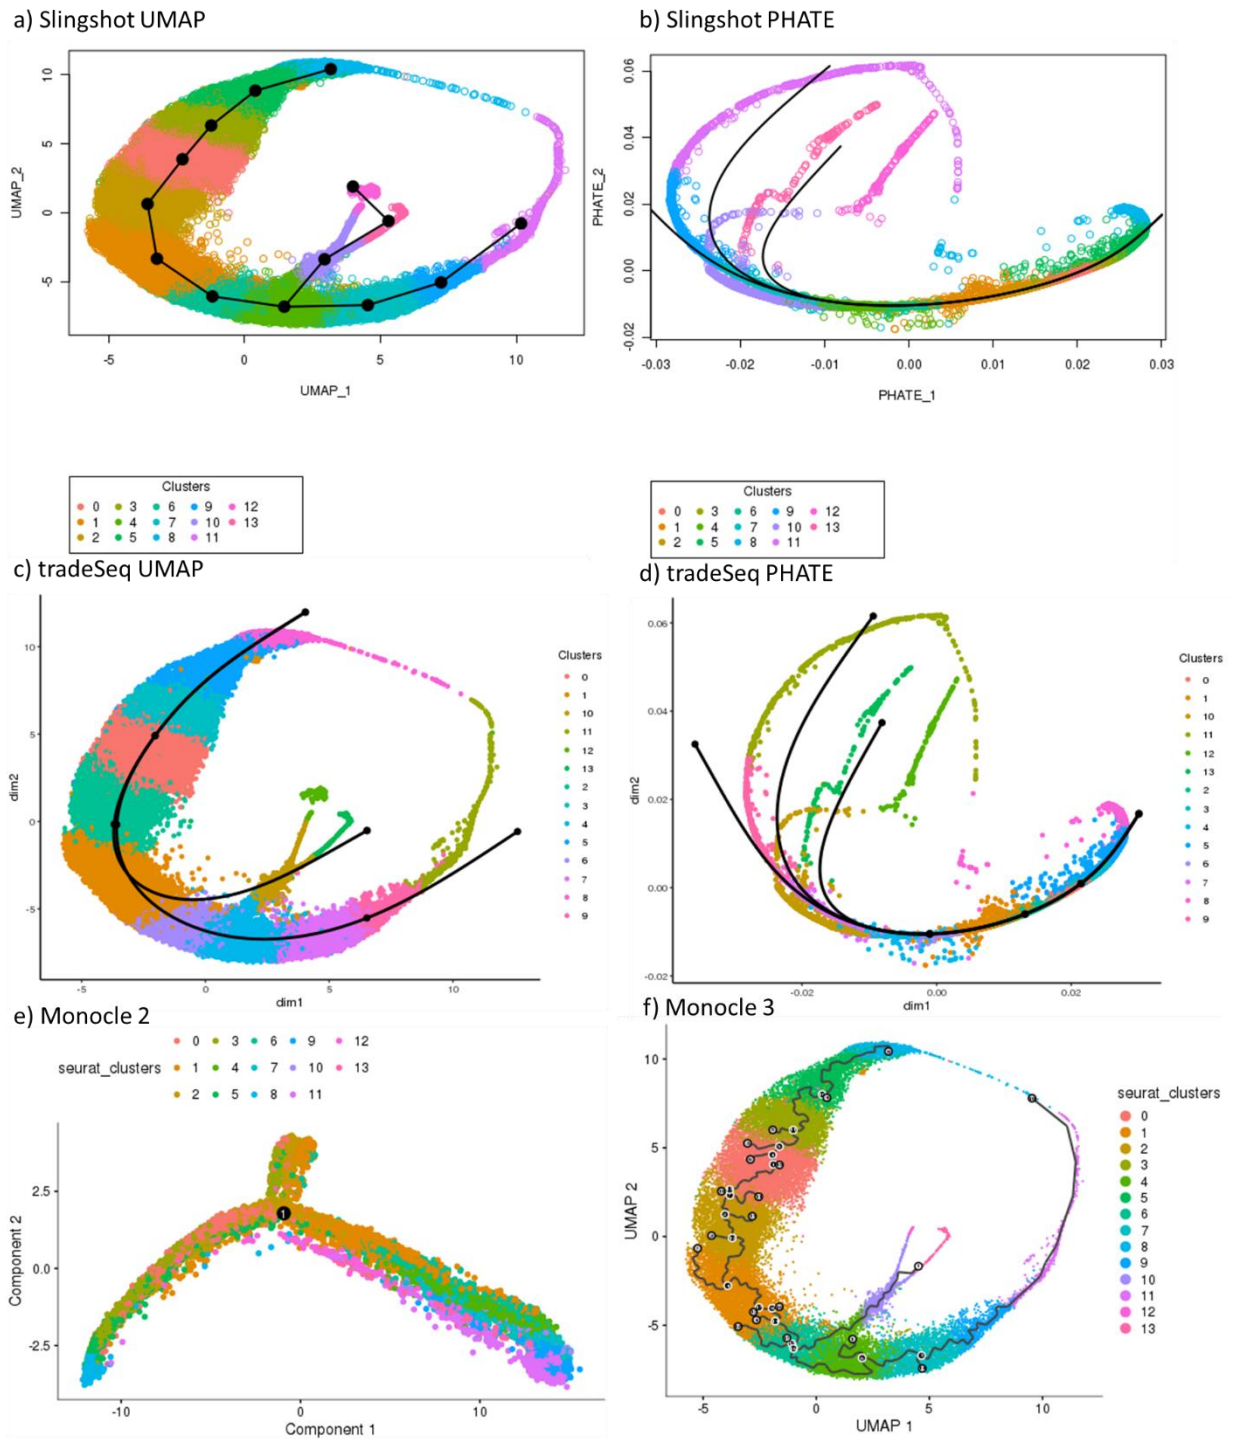 a) Slingshot UMAP
b) Slingshot PHATE
10
5
0
-5
UMAP_2
-5 0 5 10
UMAP_1
0.06
0.04
0.02
0.00
-0.02
PHATE_2
-0.03 -0.02 -0.01 0.00 0.01 0.02 0.03
PHATE_1
Clusters
0 3 6 9 12
1 4 7 10 13
2 5 8 11
Clusters
0 3 6 9 12
1 4 7 10 13
2 5 8 11
c) tradeSeq UMAP
d) tradeSeq PHATE
10
5
0
-5
dim2
-5 0 5 10
dim1
Clusters
0
1
10
11
12
13
2
3
4
5
6
7
8
9
0.06
0.04
0.02
0.00
-0.02
dim2
-0.02 0.00 0.02
dim1
Clusters
0
1
10
11
12
13
2
3
4
5
6
7
8
9
e) Monocle 2
f) Monocle 3
seurat_clusters
0 3 6 9 12
1 4 7 10 13
2 5 8 11
2.5
0.0
-2.5
Component 2
1
-10 0 10
Component 1
10
5
0
-5
UMAP 2
-5 0 5 10
UMAP 1
seurat_clusters
0
1
2
3
4
5
6
7
8
9
10
11
12
13